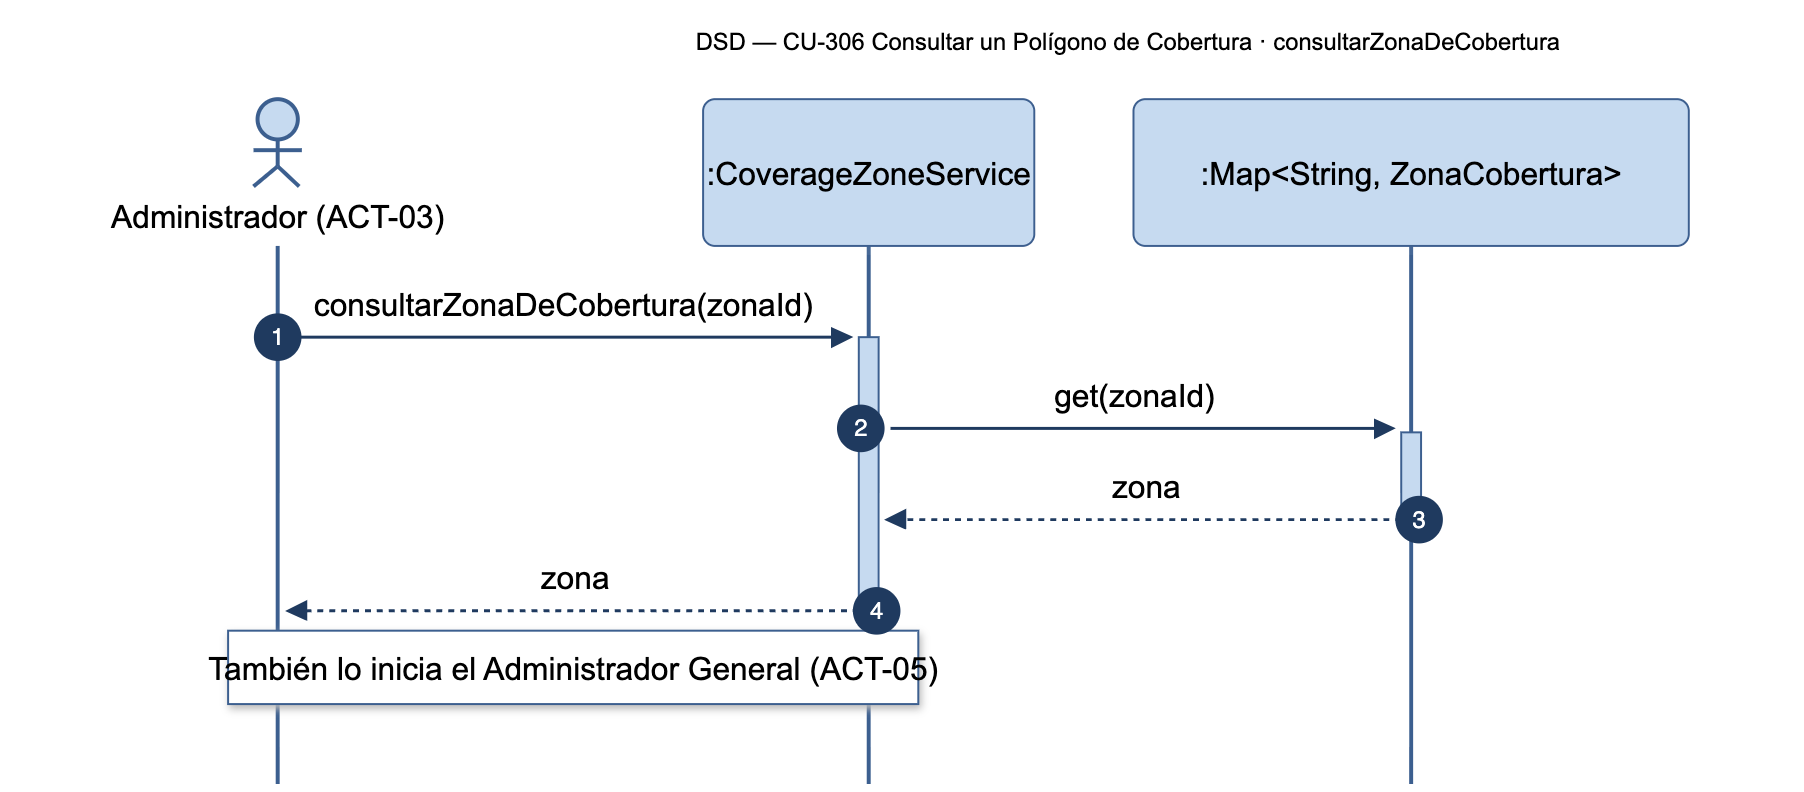 DSD — CU-306 Consultar un Polígono de Cobertura · consultarZonaDeCobertura
:CoverageZoneService
:Map<String, ZonaCobertura>
Administrador (ACT-03)
consultarZonaDeCobertura(zonaId)
1
get(zonaId)
2
zona
3
zona
4
También lo inicia el Administrador General (ACT-05)